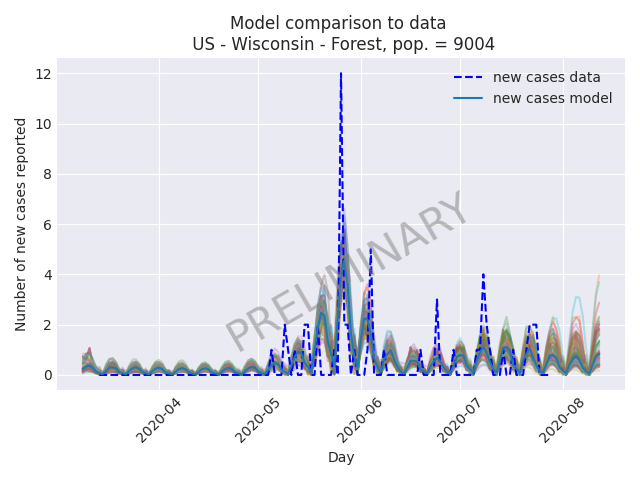 Model comparison to data
US - Wisconsin - Forest, pop. = 9004
new cases data
new cases model
12
10
8
6
4
2
0
Number of new cases reported
PRELIMINARY
2020-04
2020-05
2020-06
2020-07
2020-08
Day